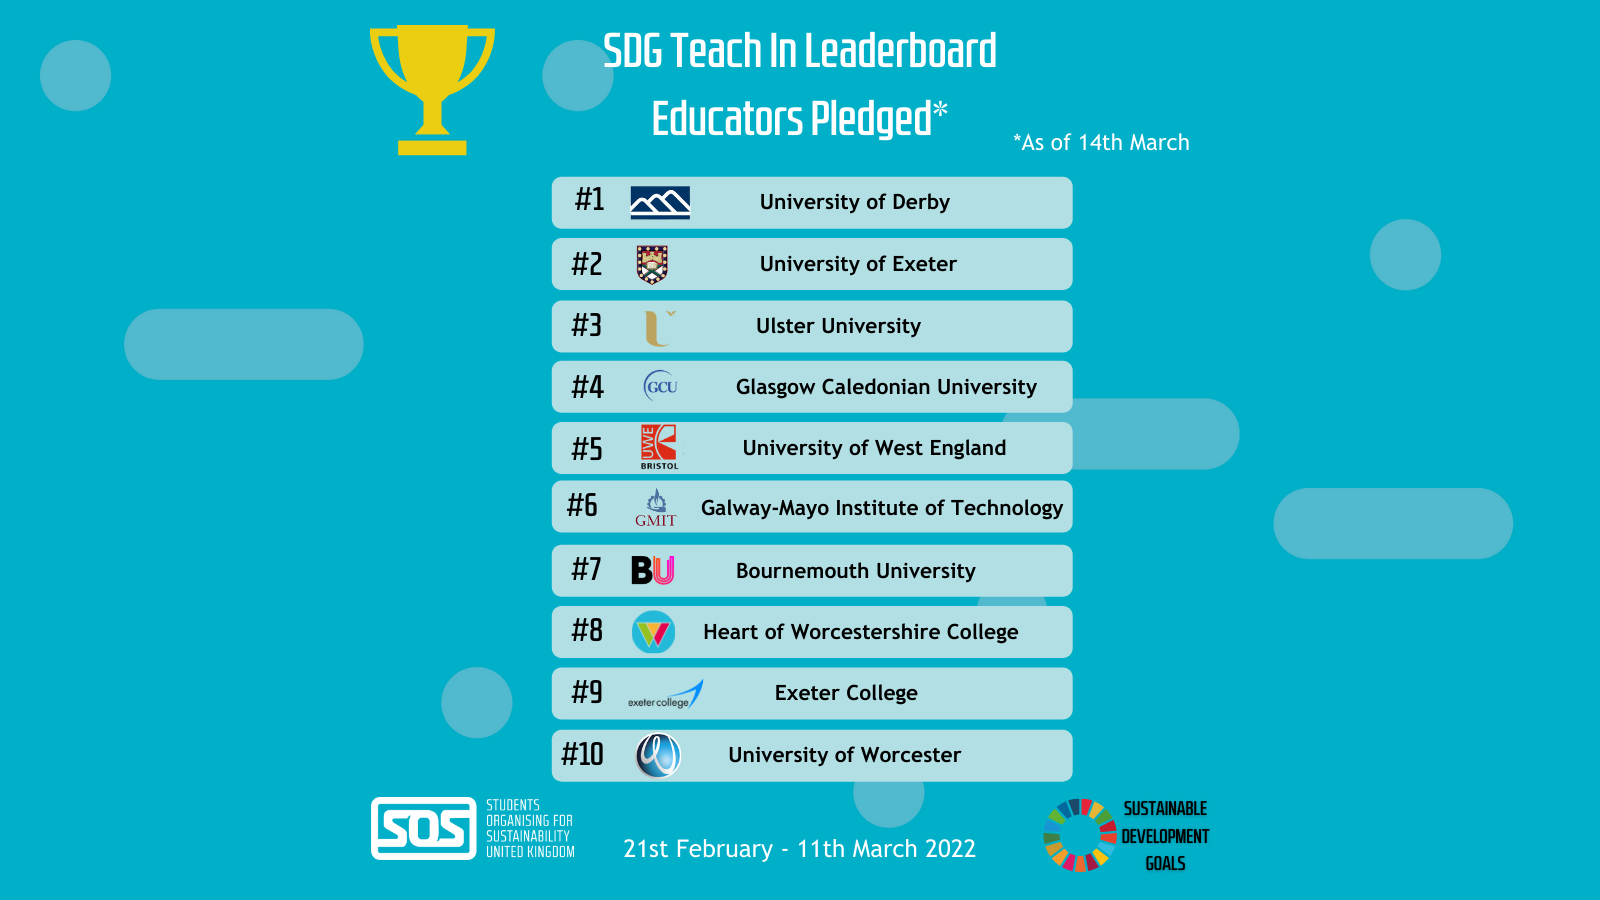 SDG Teach In Leaderboard
Educators Pledged*
*As of 14th March
#1 University of Derby
#2 University of Exeter
#3 Ulster University
#4 GCU Glasgow Caledonian University
#5 UWE BRISTOL University of West England
#6 GMIT Galway-Mayo Institute of Technology
#7 BU Bournemouth University
#8 W Heart of Worcestershire College
#9 exeter college Exeter College
#10 University of Worcester
SOS
STUDENTS
ORGANISING FOR
SUSTAINABILITY
UNITED KINGDOM
21st February - 11th March 2022
SUSTAINABLE
DEVELOPMENT
GOALS